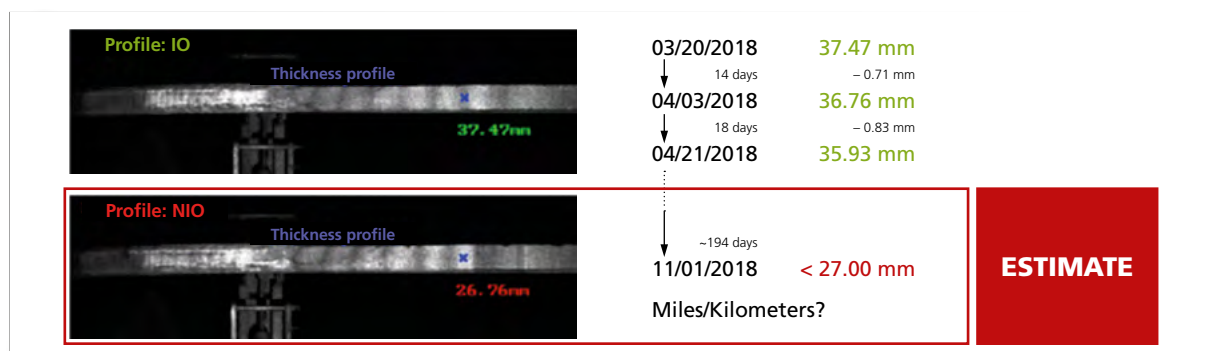 Profile: IO
Thickness profile
37.47mm
03/20/2018 37.47 mm
14 days – 0.71 mm
04/03/2018 36.76 mm
18 days – 0.83 mm
04/21/2018 35.93 mm
Profile: NIO
Thickness profile
26.76mm
~194 days
11/01/2018 < 27.00 mm
Miles/Kilometers?
ESTIMATE